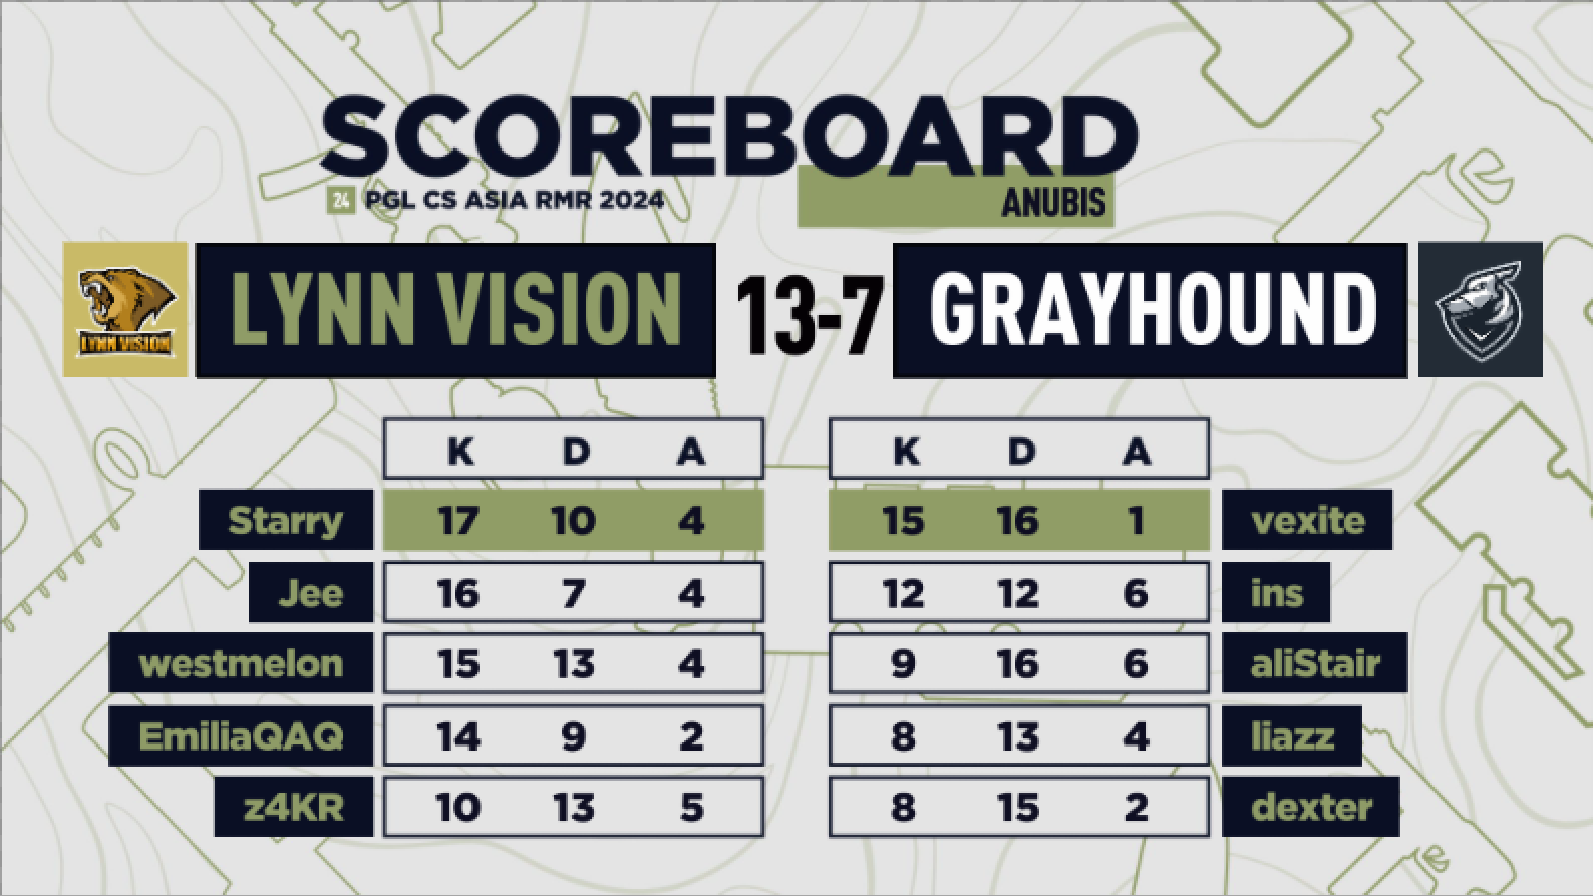 SCOREBOARD
24 PGL CS ASIA RMR 2024
ANUBIS
LYNN VISION
LYNN VISION 13-7 GRAYHOUND
K D A K D A
Starry 17 10 4 15 16 1 vexite
Jee 16 7 4 12 12 6 ins
westmelon 15 13 4 9 16 6 aliStair
EmiliaQAQ 14 9 2 8 13 4 liazz
z4KR 10 13 5 8 15 2 dexter